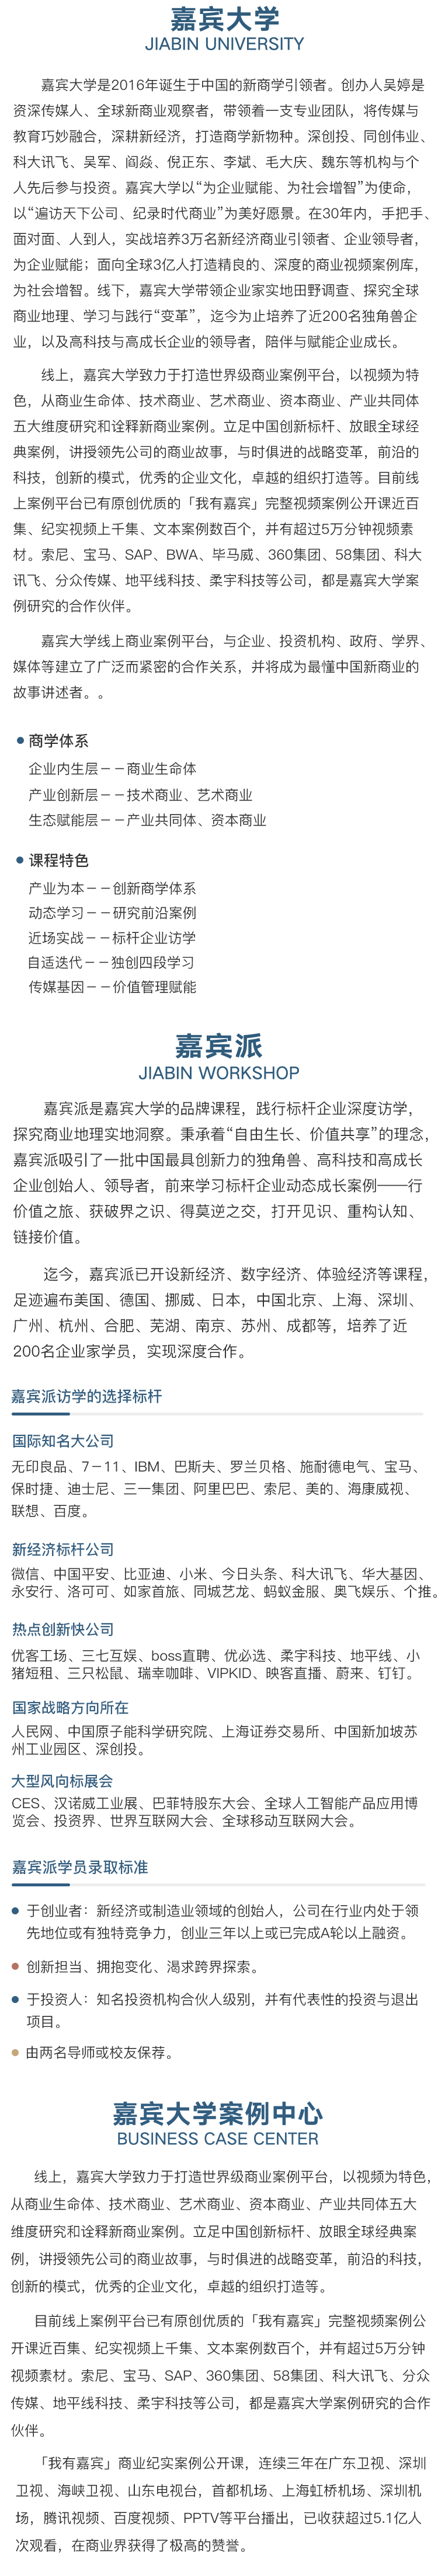 嘉宾大学
JIABIN UNIVERSITY
嘉宾大学是2016年诞生于中国的新商学引领者。创办人吴婷是
资深传媒人、全球新商业观察者，带领着一支专业团队，将传媒与
教育巧妙融合，深耕新经济，打造商学新物种。深创投、同创伟业、
科大讯飞、吴军、阎焱、倪正东、李斌、毛大庆、魏东等机构与个
人先后参与投资。嘉宾大学以“为企业赋能、为社会增智”为使命，
以“遍访天下公司、纪录时代商业”为美好愿景。在30年内，手把手、
面对面、人到人，实战培养3万名新经济商业引领者、企业领导者，
为企业赋能；面向全球3亿人打造精良的、深度的商业视频案例库，
为社会增智。线下，嘉宾大学带领企业家实地田野调查、探究全球
商业地理、学习与践行“变革”，迄今为止培养了近200名独角兽企
业，以及高科技与高成长企业的领导者，陪伴与赋能企业成长。
线上，嘉宾大学致力于打造世界级商业案例平台，以视频为特
色，从商业生命体、技术商业、艺术商业、资本商业、产业共同体
五大维度研究和诠释新商业案例。立足中国创新标杆、放眼全球经
典案例，讲授领先公司的商业故事，与时俱进的战略变革，前沿的
科技，创新的模式，优秀的企业文化，卓越的组织打造等。目前线
上案例平台已有原创优质的「我有嘉宾」完整视频案例公开课近百
集、纪实视频上千集、文本案例数百个，并有超过5万分钟视频素
材。索尼、宝马、SAP、BWA、毕马威、360集团、58集团、科大
讯飞、分众传媒、地平线科技、柔宇科技等公司，都是嘉宾大学案
例研究的合作伙伴。
嘉宾大学线上商业案例平台，与企业、投资机构、政府、学界、
媒体等建立了广泛而紧密的合作关系，并将成为最懂中国新商业的
故事讲述者。。
商学体系
企业内生层——商业生命体
产业创新层——技术商业、艺术商业
生态赋能层——产业共同体、资本商业
课程特色
产业为本——创新商学体系
动态学习——研究前沿案例
近场实战——标杆企业访学
自适迭代——独创四段学习
传媒基因——价值管理赋能
嘉宾派
JIABIN WORKSHOP
嘉宾派是嘉宾大学的品牌课程，践行标杆企业深度访学，
探究商业地理实地洞察。秉承着“自由生长、价值共享”的理念，
嘉宾派吸引了一批中国最具创新力的独角兽、高科技和高成长
企业创始人、领导者，前来学习标杆企业动态成长案例——行
价值之旅、获破界之识、得莫逆之交，打开见识、重构认知、
链接价值。
迄今，嘉宾派已开设新经济、数字经济、体验经济等课程，
足迹遍布美国、德国、挪威、日本，中国北京、上海、深圳、
广州、杭州、合肥、芜湖、南京、苏州、成都等，培养了近
200名企业家学员，实现深度合作。
嘉宾派访学的选择标杆
国际知名大公司
无印良品、7－11、IBM、巴斯夫、罗兰贝格、施耐德电气、宝马、
保时捷、迪士尼、三一集团、阿里巴巴、索尼、美的、海康威视、
联想、百度。
新经济标杆公司
微信、中国平安、比亚迪、小米、今日头条、科大讯飞、华大基因、
永安行、洛可可、如家首旅、同城艺龙、蚂蚁金服、奥飞娱乐、个推。
热点创新快公司
优客工场、三七互娱、boss直聘、优必选、柔宇科技、地平线、小
猪短租、三只松鼠、瑞幸咖啡、VIPKID、映客直播、蔚来、钉钉。
国家战略方向所在
人民网、中国原子能科学研究院、上海证券交易所、中国新加坡苏
州工业园区、深创投。
大型风向标展会
CES、汉诺威工业展、巴菲特股东大会、全球人工智能产品应用博
览会、投资界、世界互联网大会、全球移动互联网大会。
嘉宾派学员录取标准
于创业者：新经济或制造业领域的创始人，公司在行业内处于领
先地位或有独特竞争力，创业三年以上或已完成A轮以上融资。
创新担当、拥抱变化、渴求跨界探索。
于投资人：知名投资机构合伙人级别，并有代表性的投资与退出
项目。
由两名导师或校友保荐。
嘉宾大学案例中心
BUSINESS CASE CENTER
线上，嘉宾大学致力于打造世界级商业案例平台，以视频为特色，
从商业生命体、技术商业、艺术商业、资本商业、产业共同体五大
维度研究和诠释新商业案例。立足中国创新标杆、放眼全球经典案
例，讲授领先公司的商业故事，与时俱进的战略变革，前沿的科技，
创新的模式，优秀的企业文化，卓越的组织打造等。
目前线上案例平台已有原创优质的「我有嘉宾」完整视频案例公
开课近百集、纪实视频上千集、文本案例数百个，并有超过5万分钟
视频素材。索尼、宝马、SAP、360集团、58集团、科大讯飞、分众
传媒、地平线科技、柔宇科技等公司，都是嘉宾大学案例研究的合作
伙伴。
「我有嘉宾」商业纪实案例公开课，连续三年在广东卫视、深圳
卫视、海峡卫视、山东电视台，首都机场、上海虹桥机场、深圳机
场，腾讯视频、百度视频、PPTV等平台播出，已收获超过5.1亿人
次观看，在商业界获得了极高的赞誉。